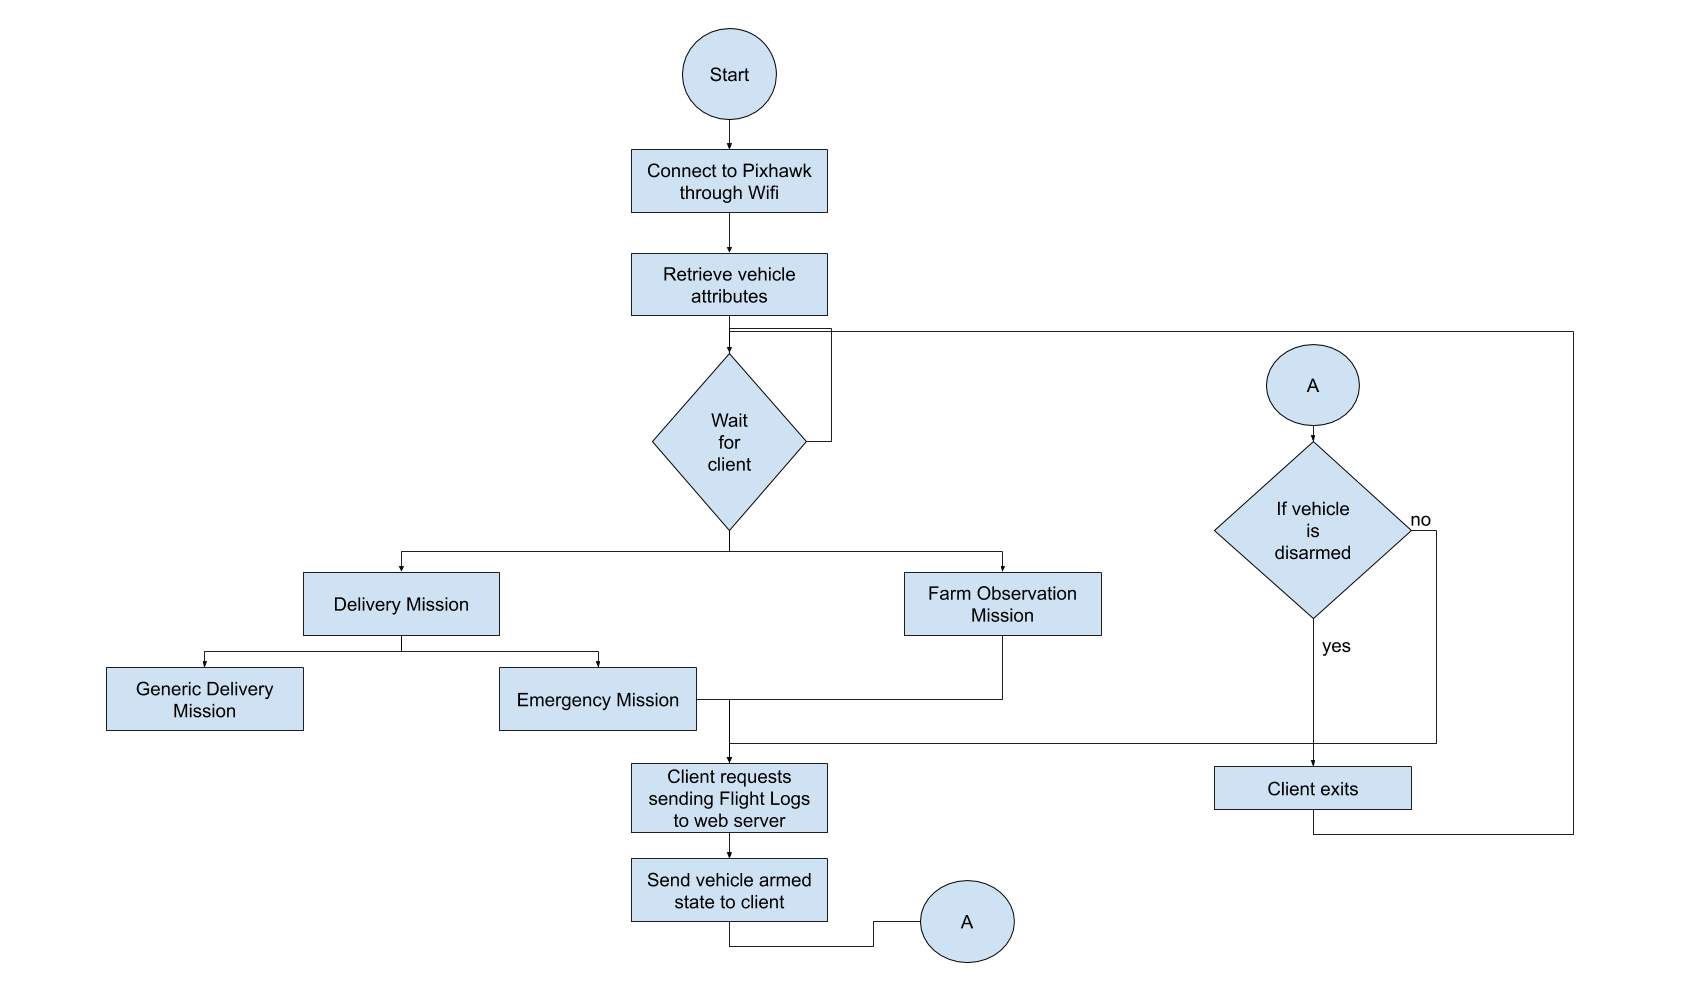 Start
Connect to Pixhawk
through Wifi
Retrieve vehicle
attributes
Wait
for
client
Delivery Mission
Farm Observation
Mission
Generic Delivery
Mission
Emergency Mission
Client requests
sending Flight Logs
to web server
Send vehicle armed
state to client
A
A
If vehicle
is
disarmed
no
yes
Client exits